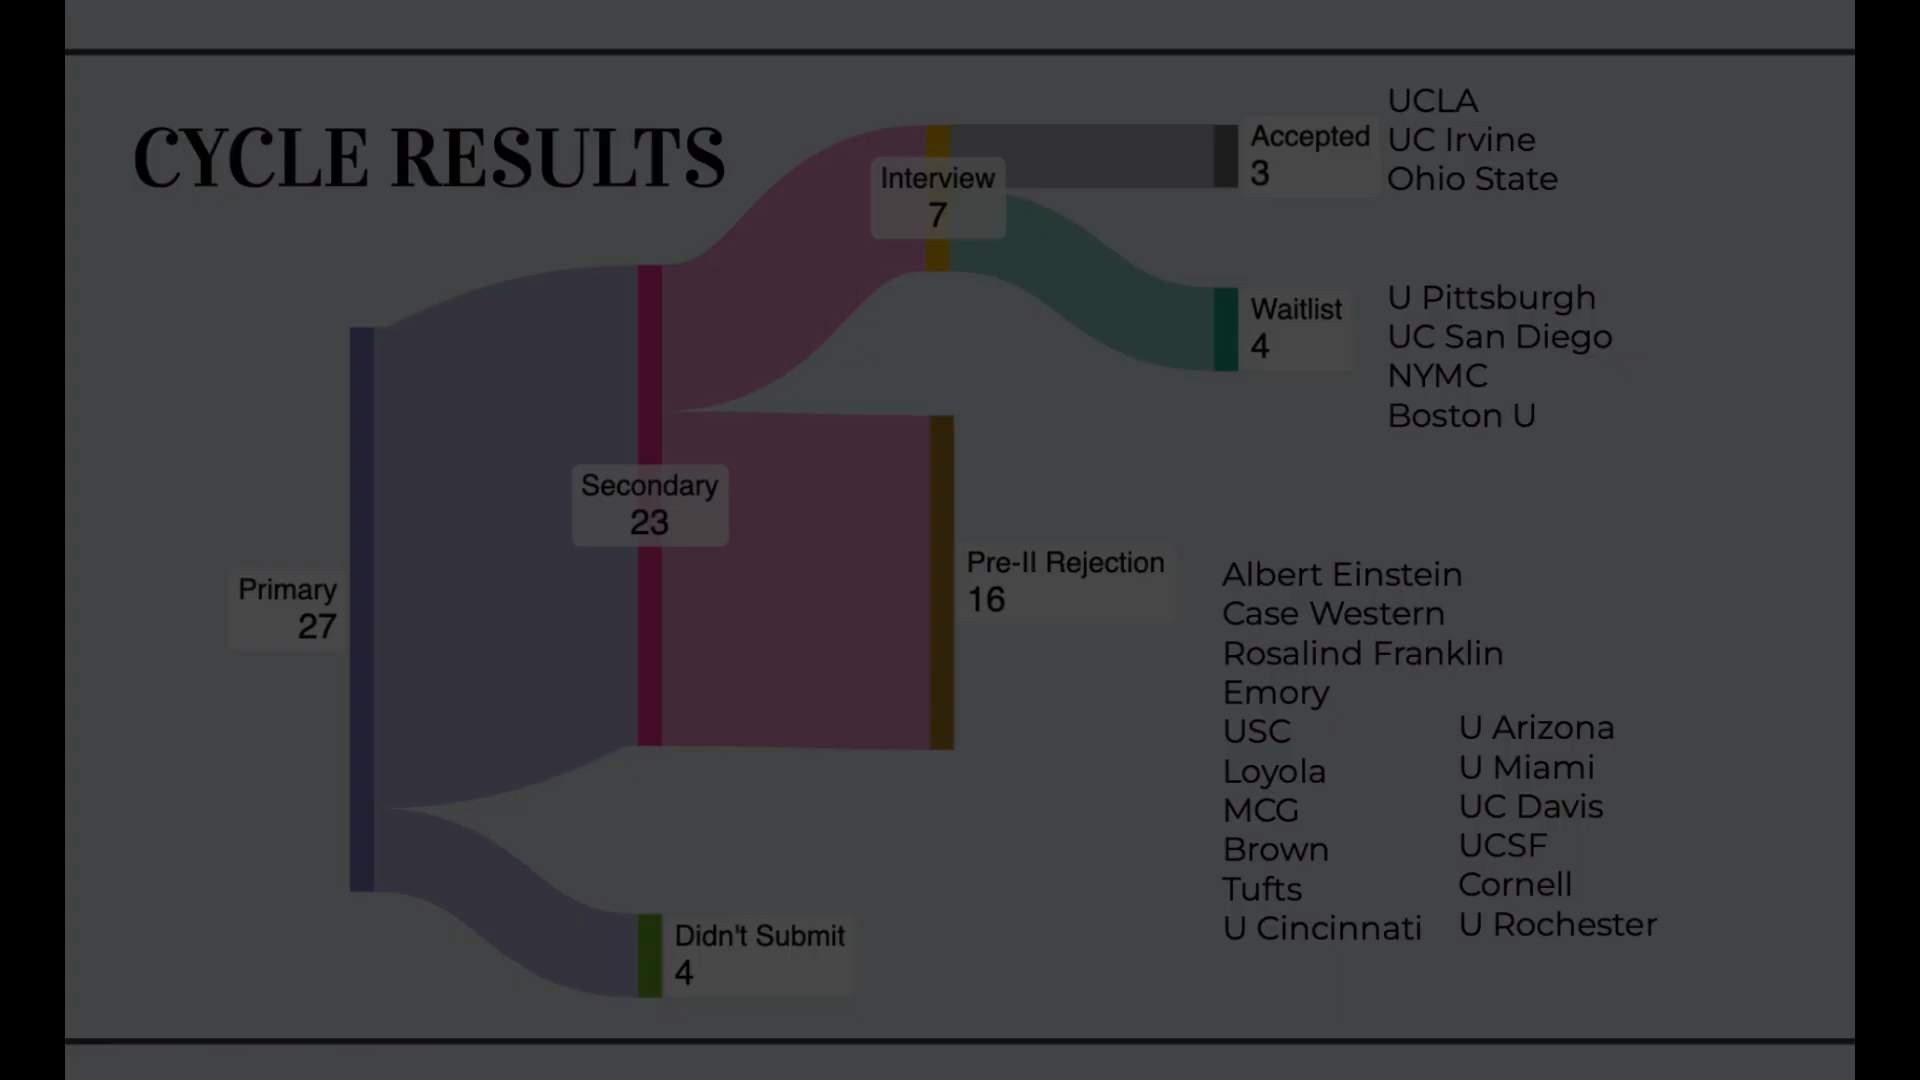 CYCLE RESULTS
Primary
27
Secondary
23
Didn't Submit
4
Interview
7
Pre-II Rejection
16
Accepted
3
UCLA
UC Irvine
Ohio State
Waitlist
4
U Pittsburgh
UC San Diego
NYMC
Boston U
Albert Einstein
Case Western
Rosalind Franklin
Emory
USC
Loyola
MCG
Brown
Tufts
U Cincinnati
U Arizona
U Miami
UC Davis
UCSF
Cornell
U Rochester